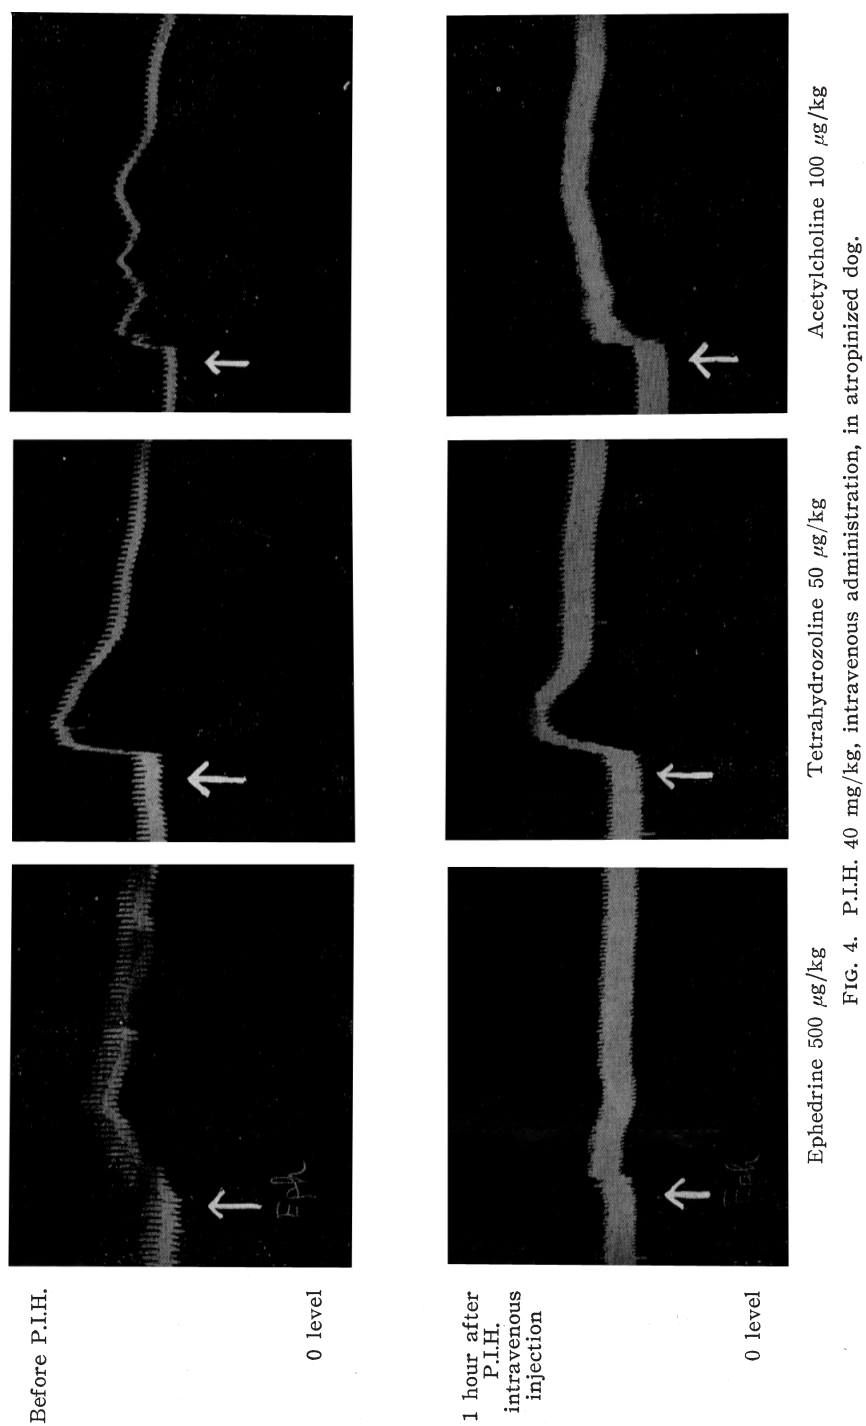 Before P.I.H.
0 level
Eph
1 hour after
P.I.H.
intravenous
injection
0 level
Eph
Ephedrine 500 μg/kg
Tetrahydrozoline 50 μg/kg
Acetylcholine 100 μg/kg
FIG. 4. P.I.H. 40 mg/kg, intravenous administration, in atropinized dog.